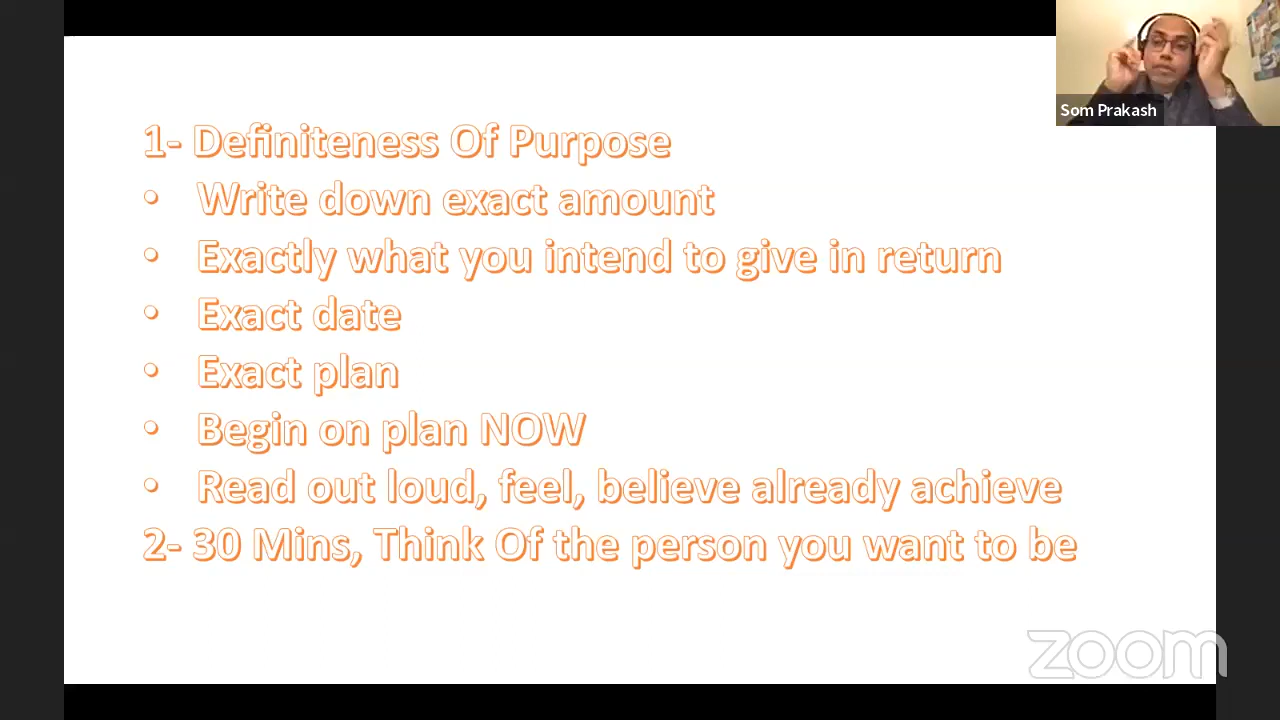 Som Prakash
1- Definiteness Of Purpose
• Write down exact amount
• Exactly what you intend to give in return
• Exact date
• Exact plan
• Begin on plan NOW
• Read out loud, feel, believe already achieve
2- 30 Mins, Think Of the person you want to be
zoom